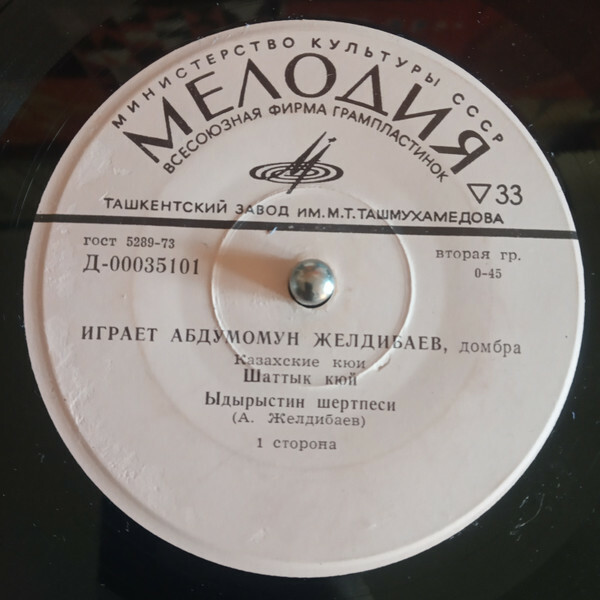 МИНИСТЕРСТВО КУЛЬТУРЫ СССР
МЕЛОДИЯ
ВСЕСОЮЗНАЯ ФИРМА ГРАМПЛАСТИНОК
▽33
ТАШКЕНТСКИЙ ЗАВОД ИМ. М.Т. ТАШМУХАМЕДОВА
гост 5289-73
вторая гр.
Д-00035101
0-45
ИГРАЕТ АБДУМОМУН ЖЕЛДИБАЕВ, домбра
Казахские кюи
Шаттык кюй
Ыдырыстин шертпеси
(А. Желдибаев)
1 сторона